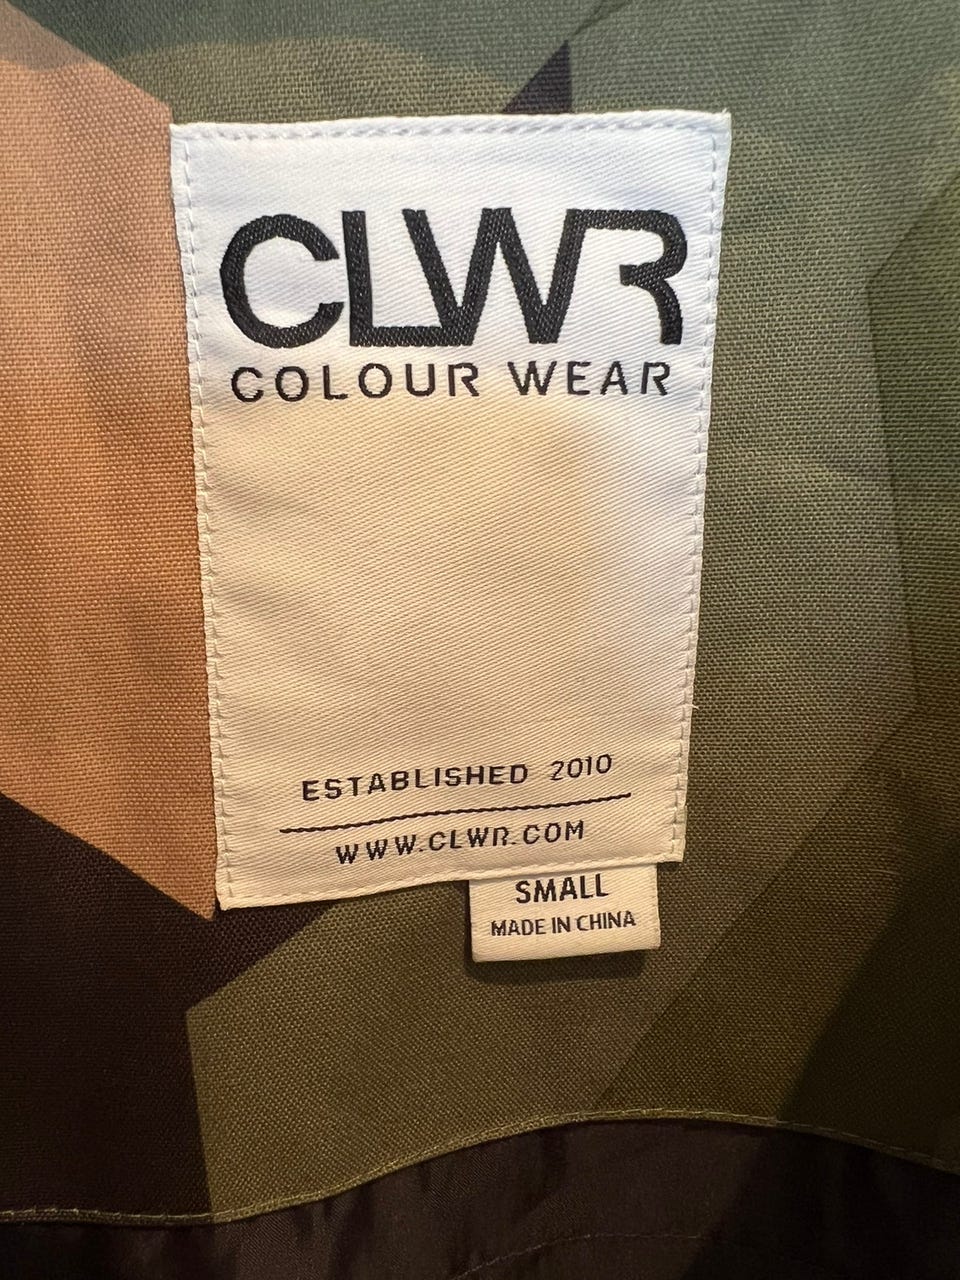 CLWR
COLOUR WEAR
ESTABLISHED 2010
WWW.CLWR.COM
SMALL
MADE IN CHINA